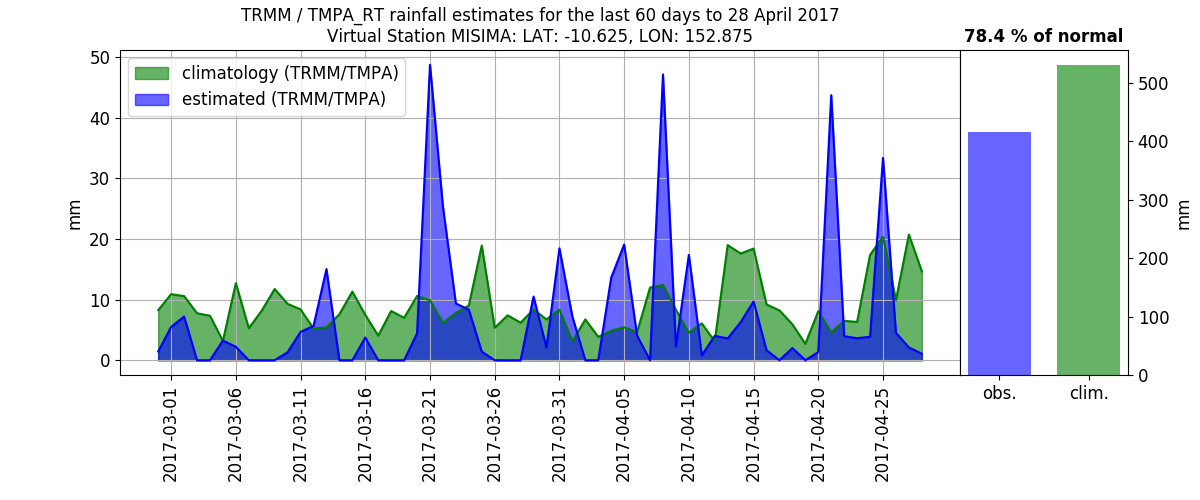 TRMM / TMPA_RT rainfall estimates for the last 60 days to 28 April 2017
Virtual Station MISIMA: LAT: -10.625, LON: 152.875
78.4 % of normal
climatology (TRMM/TMPA)
estimated (TRMM/TMPA)
mm
50
40
30
20
10
0
2017-03-01
2017-03-06
2017-03-11
2017-03-16
2017-03-21
2017-03-26
2017-03-31
2017-04-05
2017-04-10
2017-04-15
2017-04-20
2017-04-25
500
400
300
200
100
0
mm
obs.
clim.